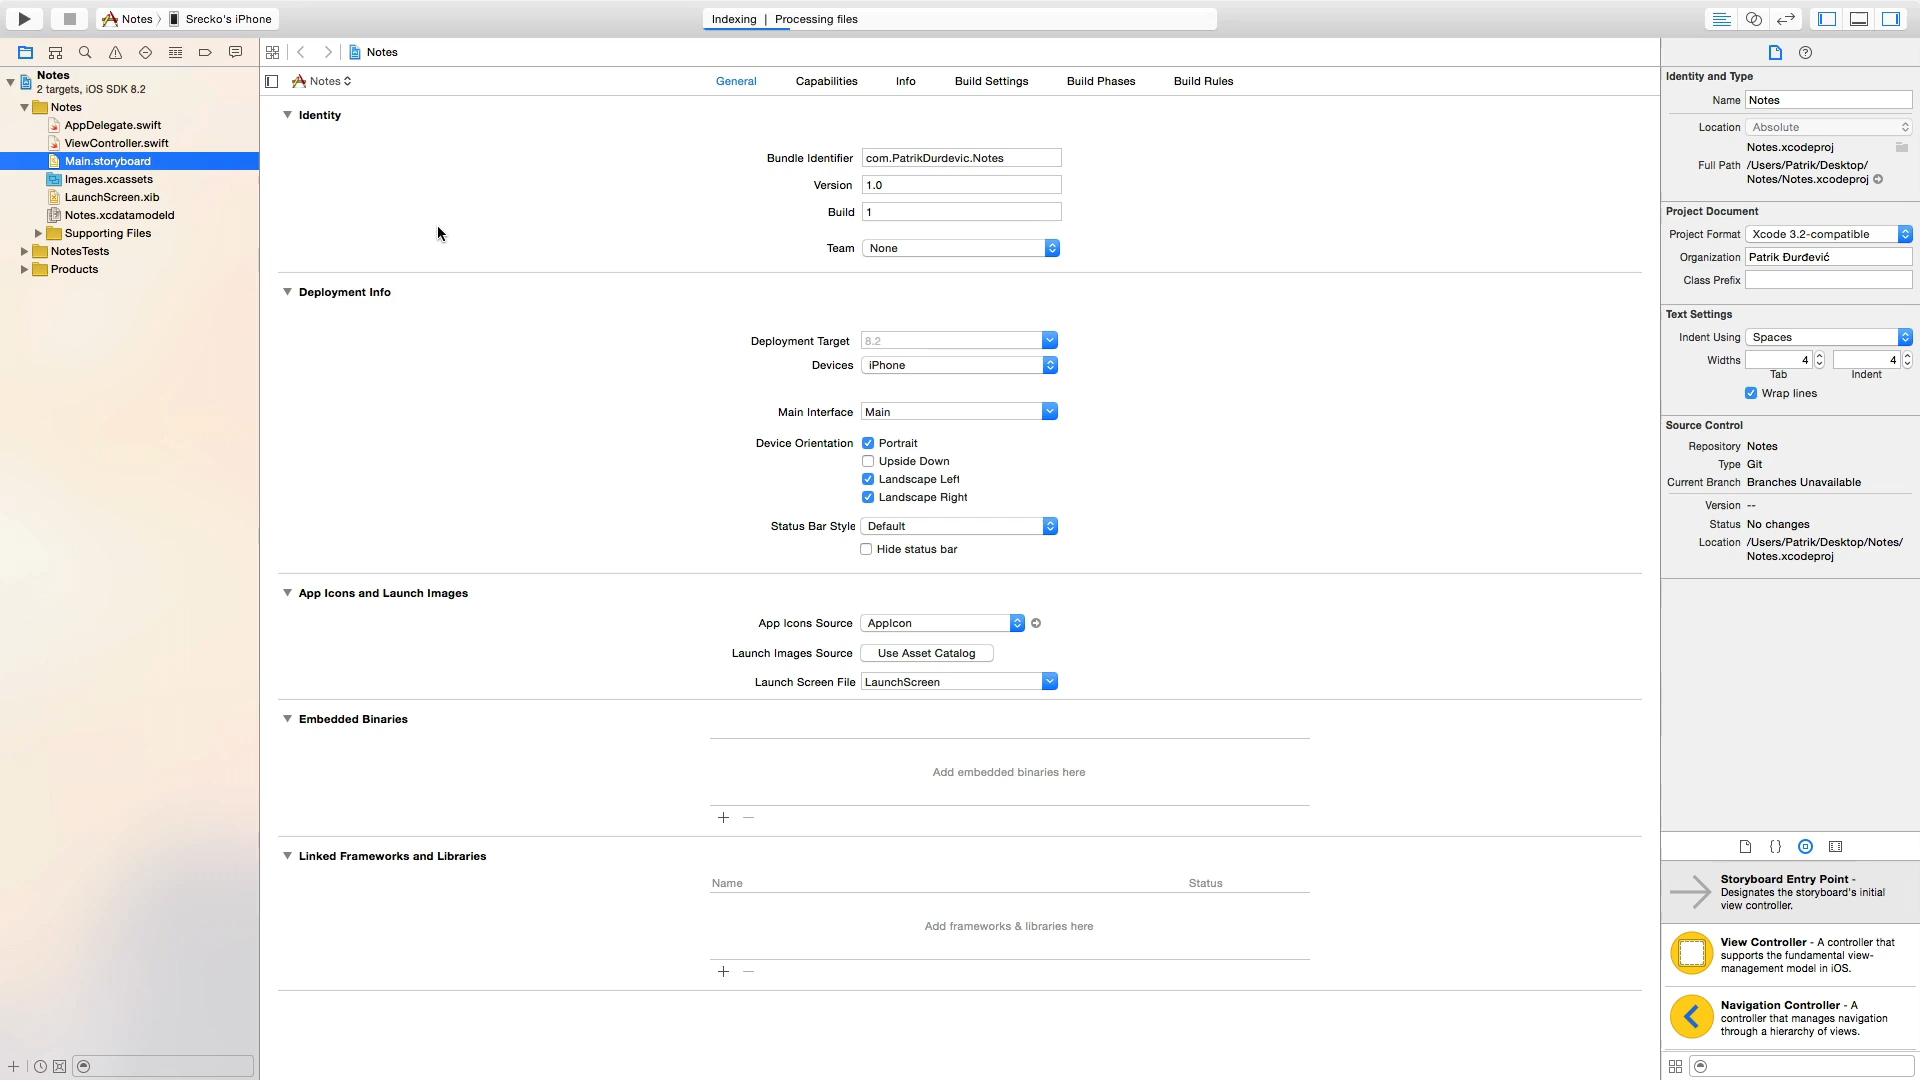 Notes
Srecko's iPhone
Indexing | Processing files
Notes
2 targets, iOS SDK 8.2
Notes
AppDelegate.swift
ViewController.swift
Main.storyboard
Images.xcassets
LaunchScreen.xib
Notes.xcdatamodeld
Supporting Files
NotesTests
Products
Notes
Notes
General
Capabilities
Info
Build Settings
Build Phases
Build Rules
Identity
Bundle Identifier com.PatrikDurdevic.Notes
Version 1.0
Build 1
Team None
Deployment Info
Deployment Target 8.2
Devices iPhone
Main Interface Main
Device Orientation Portrait
Upside Down
Landscape Left
Landscape Right
Status Bar Style Default
Hide status bar
App Icons and Launch Images
App Icons Source AppIcon
Launch Images Source Use Asset Catalog
Launch Screen File LaunchScreen
Embedded Binaries
Add embedded binaries here
Linked Frameworks and Libraries
Name Status
Add frameworks & libraries here
Identity and Type
Name Notes
Location Absolute
Notes.xcodeproj
Full Path /Users/Patrik/Desktop/
Notes/Notes.xcodeproj
Project Document
Project Format Xcode 3.2-compatible
Organization Patrik Đurđević
Class Prefix
Text Settings
Indent Using Spaces
Widths 4 4
Tab Indent
Wrap lines
Source Control
Repository Notes
Type Git
Current Branch Branches Unavailable
Version --
Status No changes
Location /Users/Patrik/Desktop/Notes/
Notes.xcodeproj
Storyboard Entry Point -
Designates the storyboard's initial
view controller.
View Controller - A controller that
supports the fundamental view-
management model in iOS.
Navigation Controller - A
controller that manages navigation
through a hierarchy of views.